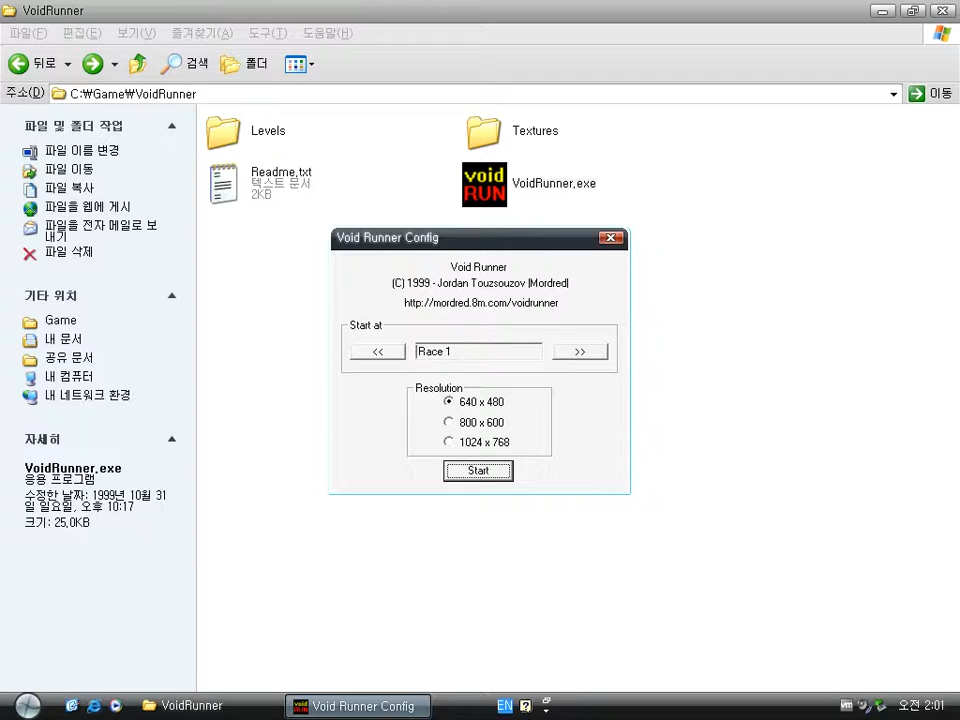 VoidRunner
파일(F) 편집(E) 보기(V) 즐겨찾기(A) 도구(T) 도움말(H)
뒤로 검색 폴더
주소(D) C:₩Game₩VoidRunner 이동
파일 및 폴더 작업
파일 이름 변경
파일 이동
파일 복사
파일을 웹에 게시
파일을 전자 메일로 보
내기
파일 삭제
기타 위치
Game
내 문서
공유 문서
내 컴퓨터
내 네트워크 환경
자세히
VoidRunner.exe
응용 프로그램
수정한 날짜: 1999년 10월 31
일 일요일, 오후 10:17
크기: 25.0KB
Levels
Textures
Readme.txt
텍스트 문서
2KB
void
RUN
VoidRunner.exe
Void Runner Config
Void Runner
(C) 1999 - Jordan Touzsouzov |Mordred|
http://mordred.8m.com/voidrunner
Start at
<< Race 1 >>
Resolution
640 x 480
800 x 600
1024 x 768
Start
VoidRunner
void
RUN
Void Runner Config
EN
?
vm
오전 2:01